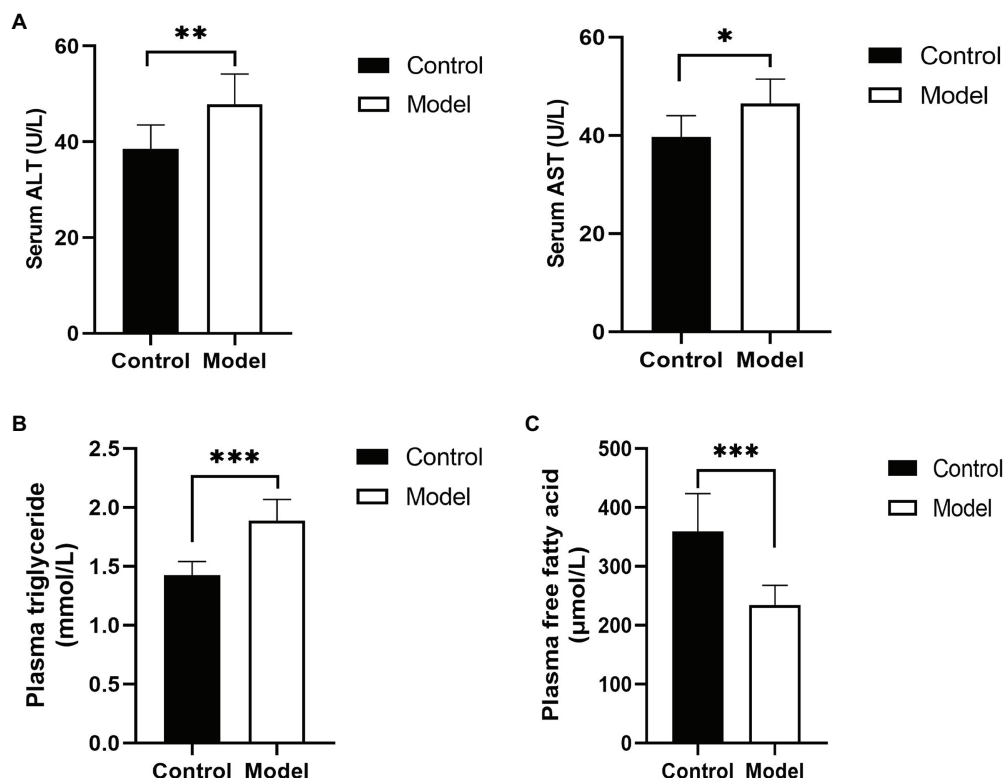 A
Serum ALT (U/L)
60
40
20
0
**
Control
Model
Control Model
Serum AST (U/L)
60
40
20
0
*
Control
Model
Control Model
B
Plasma triglyceride
(mmol/L)
2.5
2.0
1.5
1.0
0.5
0.0
***
Control
Model
Control Model
C
Plasma free fatty acid
(μmol/L)
500
400
300
200
100
0
***
Control
Model
Control Model